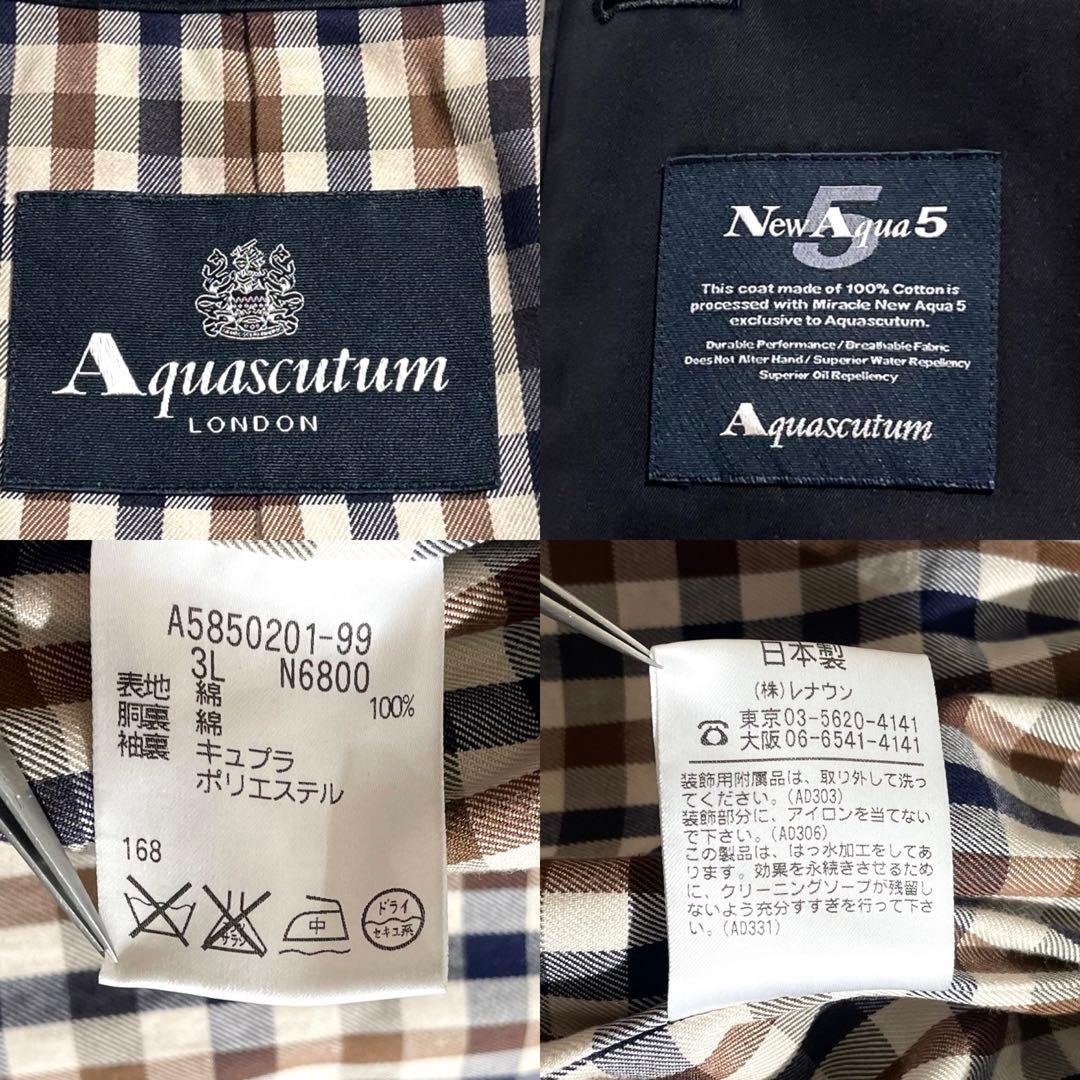 Aquascutum
LONDON
5
New Aqua 5
This coat made of 100% Cotton is
processed with Miracle New Aqua 5
exclusive to Aquascutum.
Durable Performance / Breathable Fabric
Does Not Alter Hand / Superior Water Repellency
Superior Oil Repellency
Aquascutum
A5850201-99
3L N6800
表地 綿
胴裏 綿 100%
袖裏 キュプラ
ポリエステル
168
サラシ
中
ドライ
セキユ系
日本製
(株)レナウン
東京03-5620-4141
大阪06-6541-4141
装飾用附属品は、取り外して洗っ
てください。(AD303)
装飾部分に、アイロンを当てない
で下さい。(AD306)
この製品は、はっ水加工をしてあ
ります。効果を永続きさせるため
に、クリーニングソープが残留し
ないよう充分すすぎを行って下さ
い。(AD331)